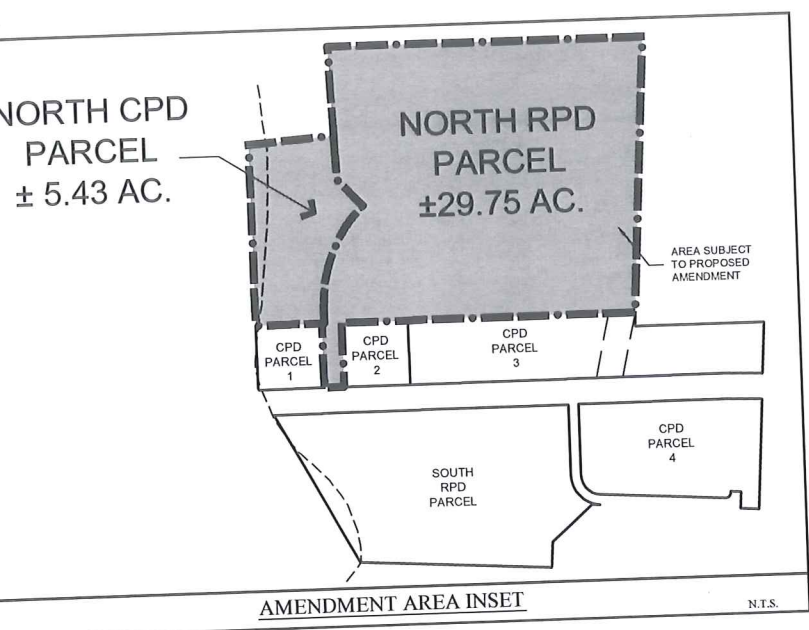 NORTH CPD
PARCEL
± 5.43 AC.
NORTH RPD
PARCEL
±29.75 AC.
AREA SUBJECT
TO PROPOSED
AMENDMENT
CPD
PARCEL
1
CPD
PARCEL
2
CPD
PARCEL
3
CPD
PARCEL
4
SOUTH
RPD
PARCEL
AMENDMENT AREA INSET
N.T.S.